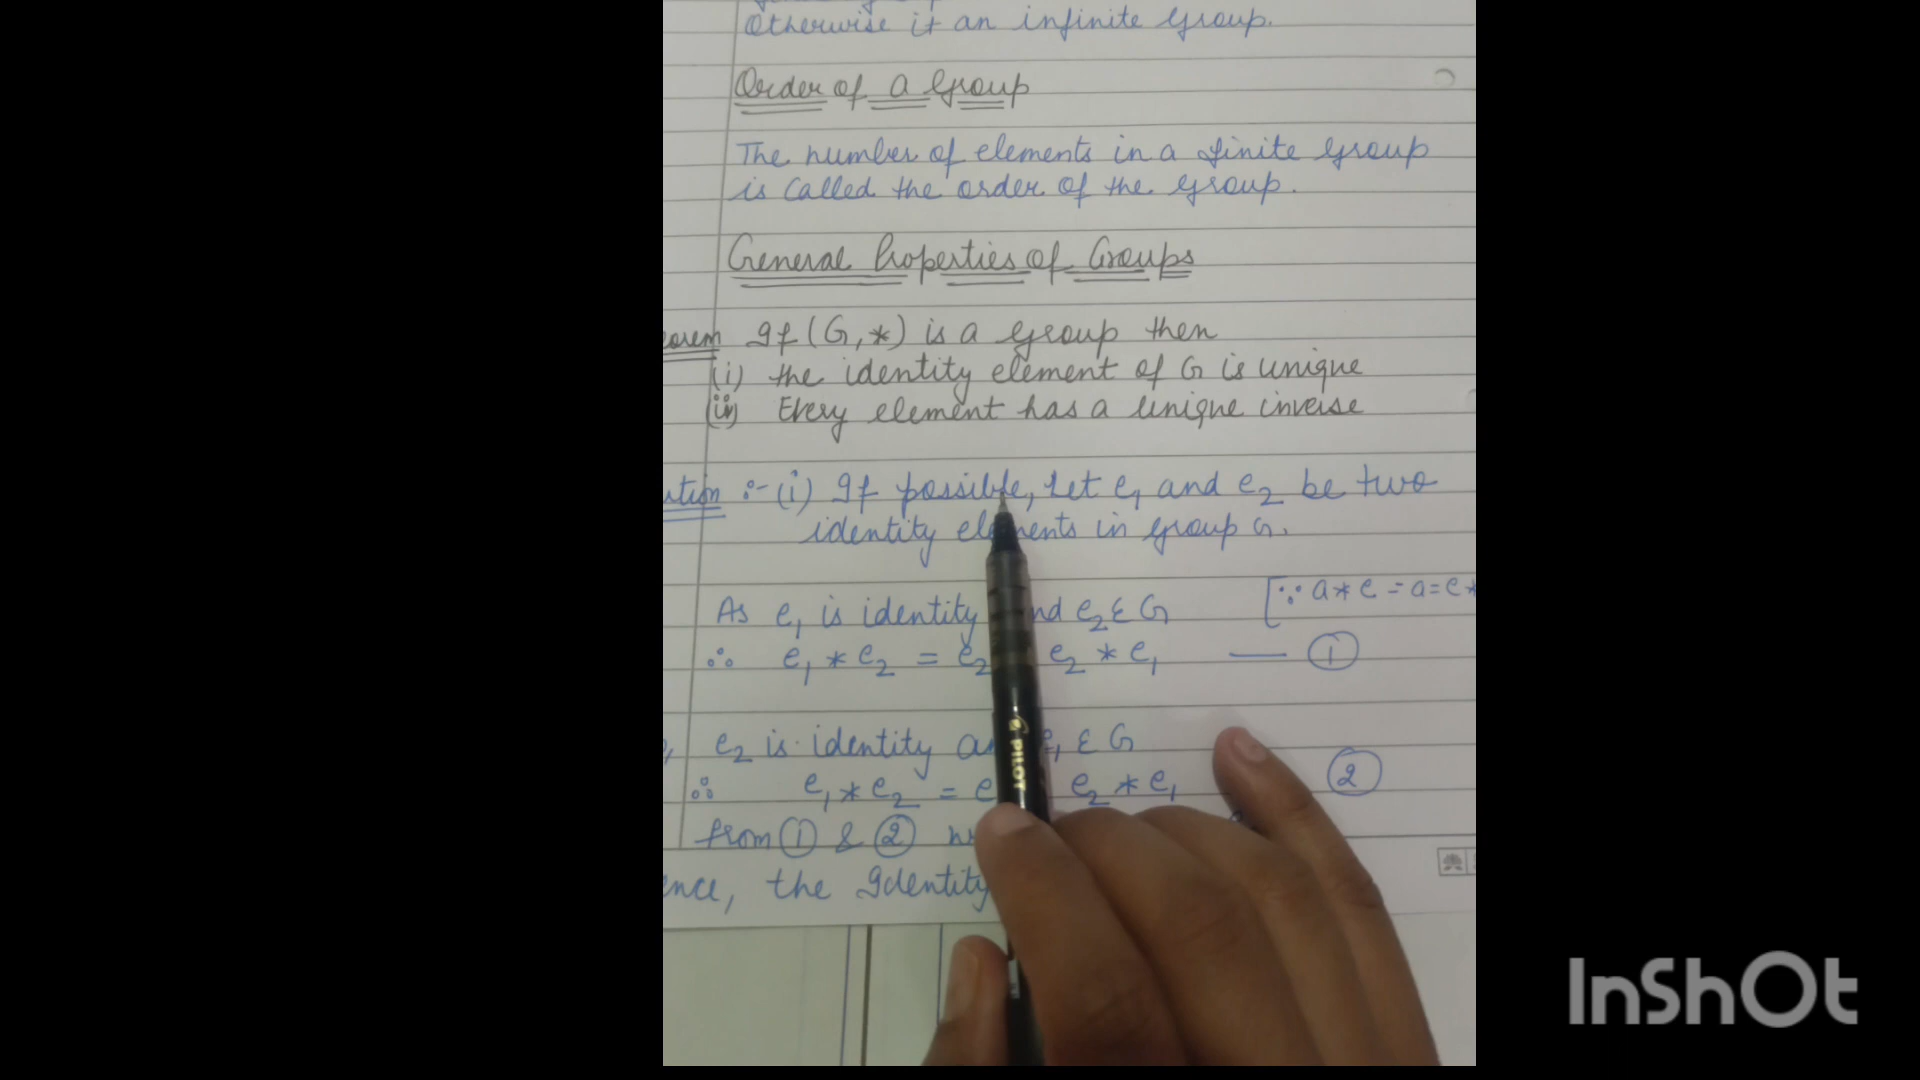 Otherwise it an infinite group.
Order of a Group
The number of elements in a finite group
is called the order of the group.
General Properties of Groups
If (G, *) is a group then
(i) the identity element of G is unique
(ii) Every element has a unique inverse
:- (i) If possible, Let e₁ and e₂ be two
identity elements in group G.
[∵ a * e = a = e *
As e₁ is identity and e₂ ∈ G
∴ e₁ * e₂ = e₂ e₂ * e₁ — ①
e₂ is identity e₁ ∈ G
∴ e₁ * e₂ = e e₂ * e₁ ②
from ① & ②
the Identity
PILOT
InShOt